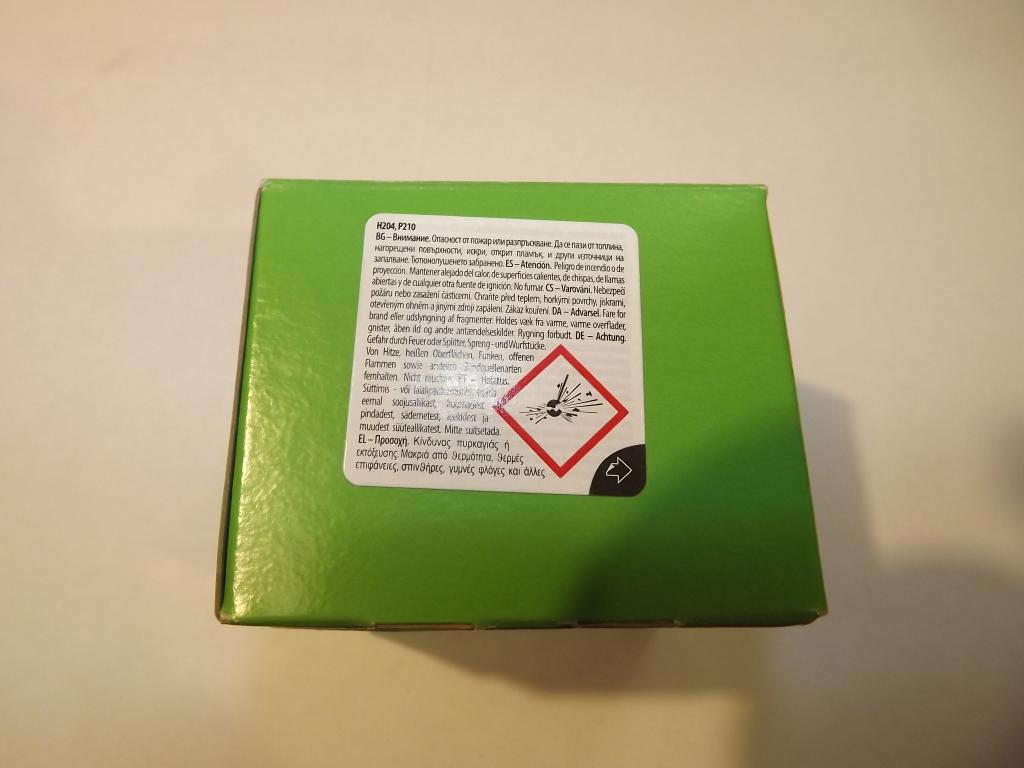 H204, P210
BG – Внимание. Опасност от пожар или разпръскване. Да се пази от топлина,
нагорещени повърхности, искри, открит пламък, и други източници на
запалване. Тютюнопушенето забранено. ES – Atención. Peligro de incendio o de
proyección. Mantener alejado del calor, de superficies calientes, de chispas, de llamas
abiertas y de cualquier otra fuente de ignición. No fumar. CS – Varování. Nebezpečí
požáru nebo zasažení částicemi. Chraňte před teplem, horkými povrchy, jiskrami,
otevřeným ohněm a jinými zdroji zapálení. Zákaz kouření. DA – Advarsel. Fare for
brand eller udslyngning af fragmenter. Holdes væk fra varme, varme overflader,
gnister, åben ild og andre antændelseskilder. Rygning forbudt. DE – Achtung.
Gefahr durch Feuer oder Splitter, Spreng- und Wurfstücke.
Von Hitze, heißen Oberflächen, Funken, offenen
Flammen sowie anderen Zündquellenarten
fernhalten. Nicht rauchen. ET – Hoiatus.
Süttimis - või laialipaiskumisoht. Hoida
eemal soojusallikast, kuumadest
pindadest, sädemetest, leekidest ja
muudest süüteallikatest. Mitte suitsetada.
EL – Προσοχή. Κίνδυνος πυρκαγιάς ή
εκτόξευσης. Μακριά από θερμότητα, θερμές
επιφάνειες, σπινθήρες, γυμνές φλόγες και άλλες